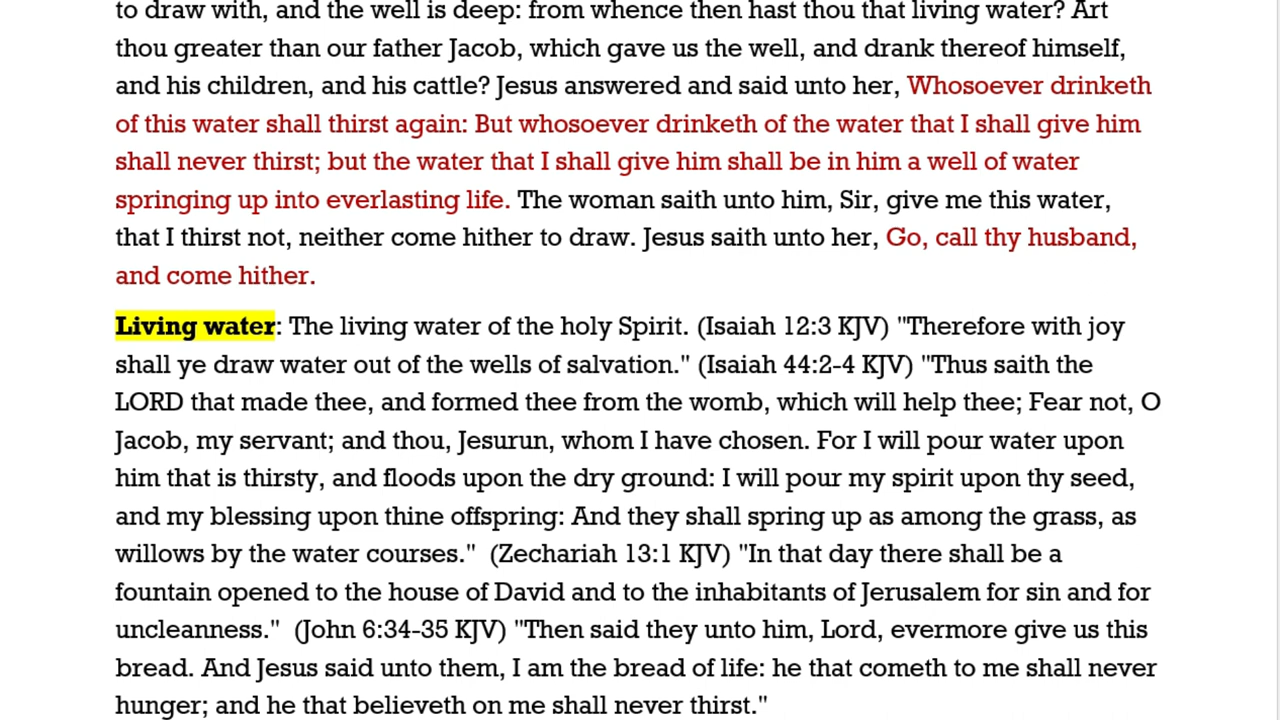 to draw with, and the well is deep: from whence then hast thou that living water? Art
thou greater than our father Jacob, which gave us the well, and drank thereof himself,
and his children, and his cattle? Jesus answered and said unto her, Whosoever drinketh
of this water shall thirst again: But whosoever drinketh of the water that I shall give him
shall never thirst; but the water that I shall give him shall be in him a well of water
springing up into everlasting life. The woman saith unto him, Sir, give me this water,
that I thirst not, neither come hither to draw. Jesus saith unto her, Go, call thy husband,
and come hither.
Living water: The living water of the holy Spirit. (Isaiah 12:3 KJV) "Therefore with joy
shall ye draw water out of the wells of salvation." (Isaiah 44:2-4 KJV) "Thus saith the
LORD that made thee, and formed thee from the womb, which will help thee; Fear not, O
Jacob, my servant; and thou, Jesurun, whom I have chosen. For I will pour water upon
him that is thirsty, and floods upon the dry ground: I will pour my spirit upon thy seed,
and my blessing upon thine offspring: And they shall spring up as among the grass, as
willows by the water courses."  (Zechariah 13:1 KJV) "In that day there shall be a
fountain opened to the house of David and to the inhabitants of Jerusalem for sin and for
uncleanness."  (John 6:34-35 KJV) "Then said they unto him, Lord, evermore give us this
bread. And Jesus said unto them, I am the bread of life: he that cometh to me shall never
hunger; and he that believeth on me shall never thirst."